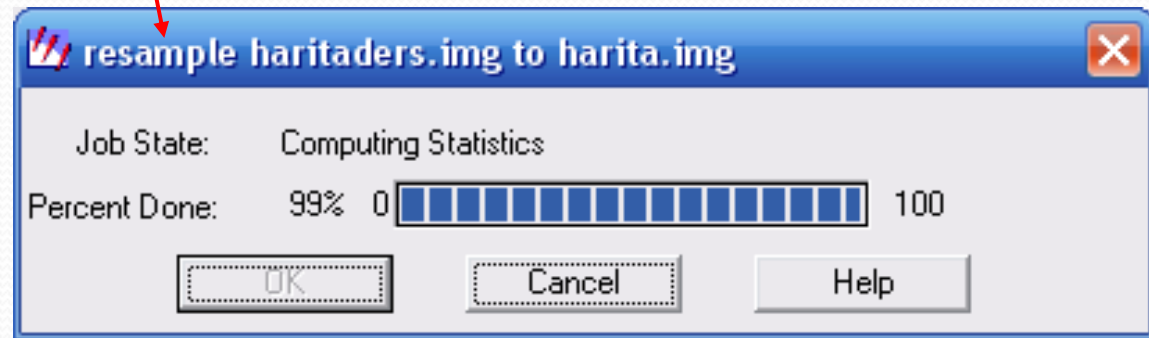 resample haritaders.img to harita.img
Job State: Computing Statistics
Percent Done: 99% 0 100
OK Cancel Help